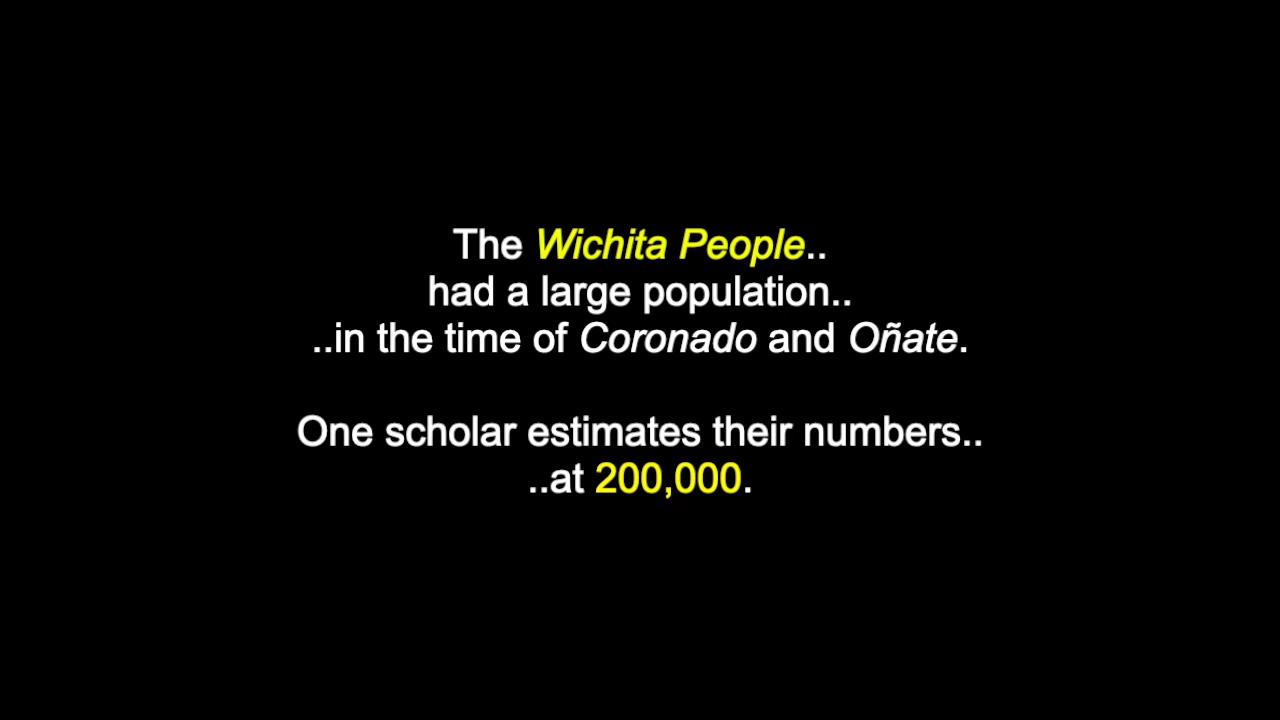 The Wichita People..
had a large population..
..in the time of Coronado and Oñate.
One scholar estimates their numbers..
..at 200,000.